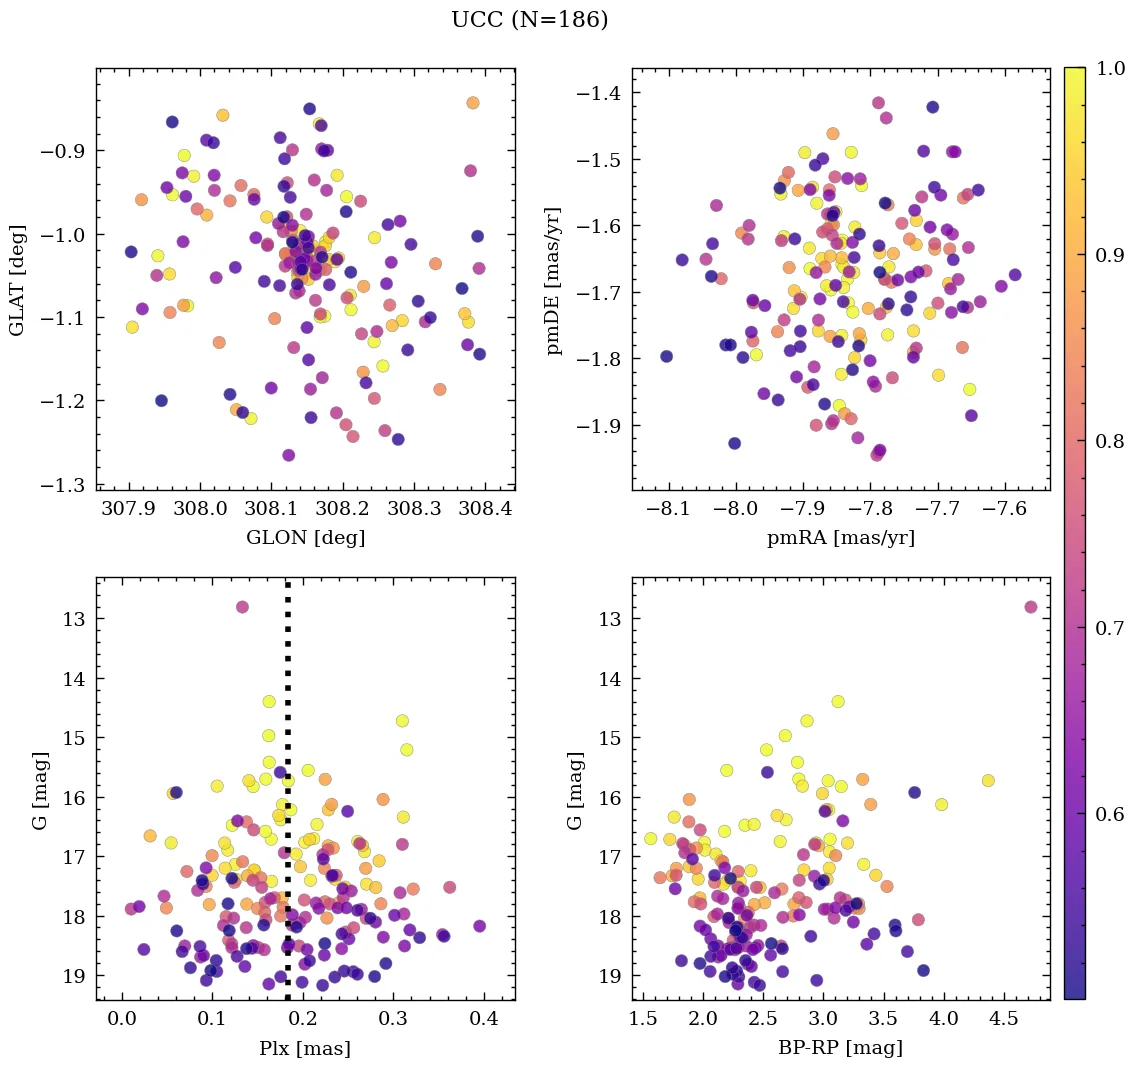 UCC (N=186)
−0.9
−1.0
−1.1
−1.2
−1.3
GLAT [deg]
307.9 308.0 308.1 308.2 308.3 308.4
GLON [deg]
−1.4
−1.5
−1.6
−1.7
−1.8
−1.9
pmDE [mas/yr]
−8.1 −8.0 −7.9 −7.8 −7.7 −7.6
pmRA [mas/yr]
13
14
15
16
17
18
19
G [mag]
0.0 0.1 0.2 0.3 0.4
Plx [mas]
13
14
15
16
17
18
19
G [mag]
1.5 2.0 2.5 3.0 3.5 4.0 4.5
BP-RP [mag]
1.0
0.9
0.8
0.7
0.6